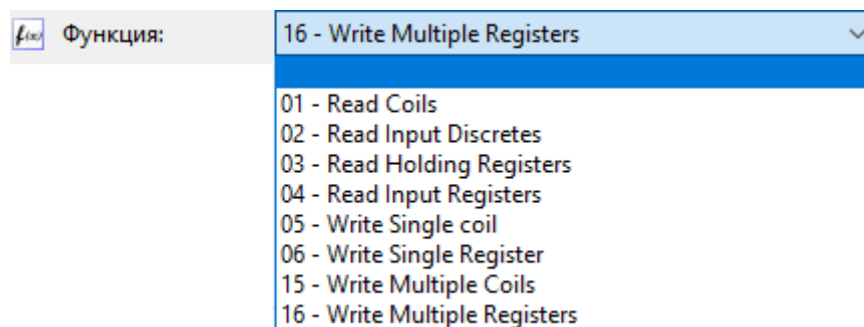 f(x) Функция: 16 - Write Multiple Registers
01 - Read Coils
02 - Read Input Discretes
03 - Read Holding Registers
04 - Read Input Registers
05 - Write Single coil
06 - Write Single Register
15 - Write Multiple Coils
16 - Write Multiple Registers